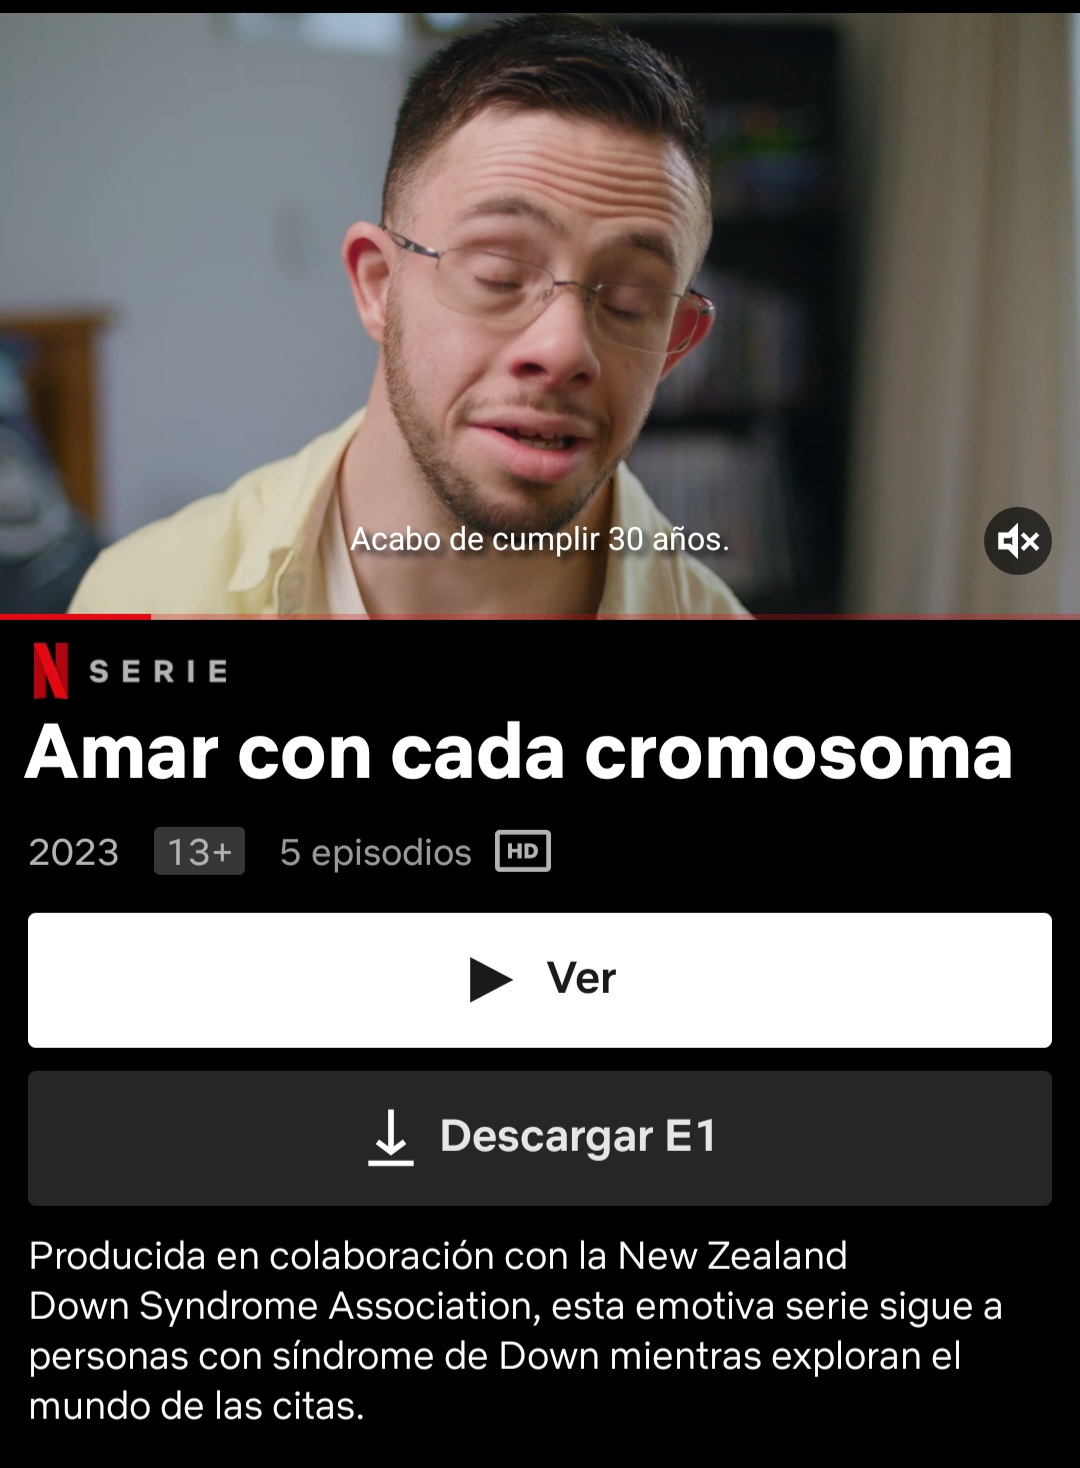 Acabo de cumplir 30 años.
N SERIE
Amar con cada cromosoma
2023 13+ 5 episodios HD
Ver
Descargar E1
Producida en colaboración con la New Zealand
Down Syndrome Association, esta emotiva serie sigue a
personas con síndrome de Down mientras exploran el
mundo de las citas.